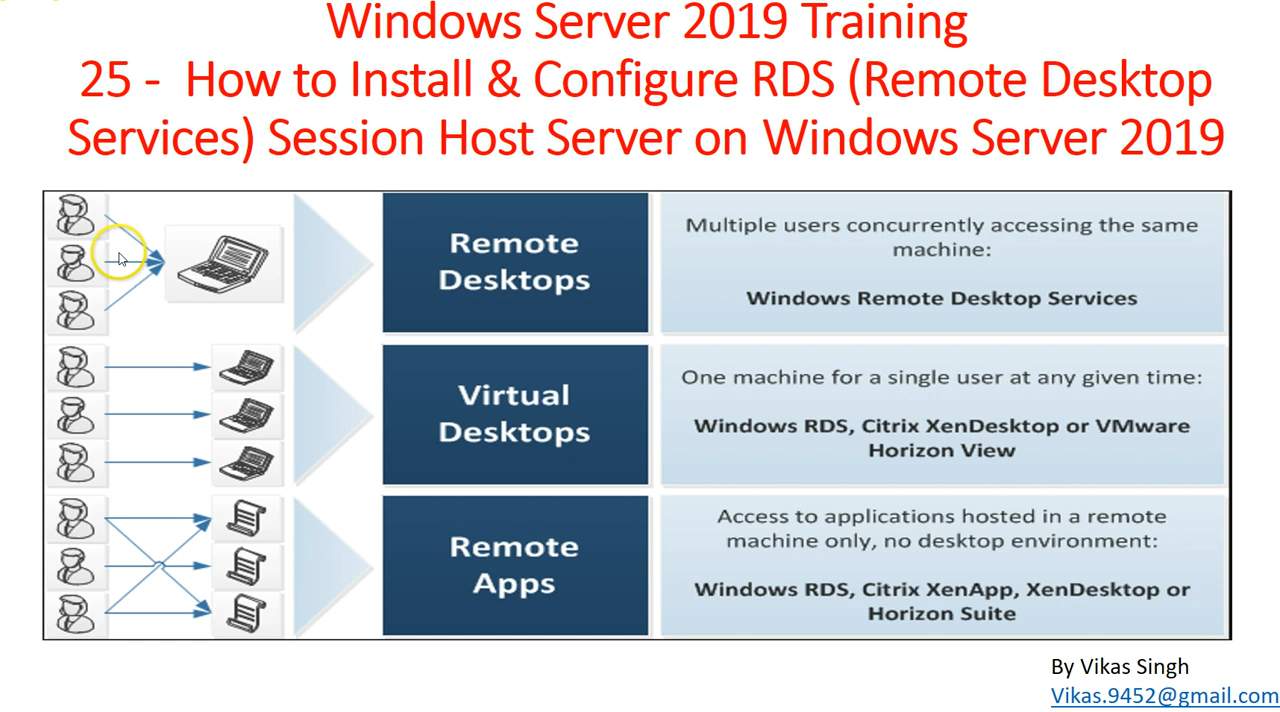 Windows Server 2019 Training
25 - How to Install & Configure RDS (Remote Desktop
Services) Session Host Server on Windows Server 2019
Remote
Desktops
Multiple users concurrently accessing the same
machine:
Windows Remote Desktop Services
Virtual
Desktops
One machine for a single user at any given time:
Windows RDS, Citrix XenDesktop or VMware
Horizon View
Remote
Apps
Access to applications hosted in a remote
machine only, no desktop environment:
Windows RDS, Citrix XenApp, XenDesktop or
Horizon Suite
By Vikas Singh
Vikas.9452@gmail.com